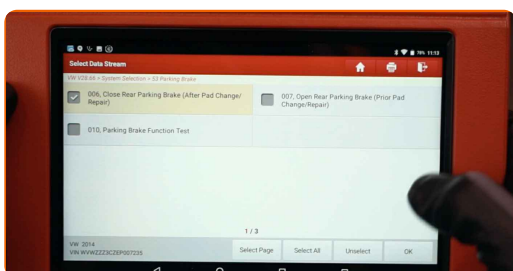 11:13
Select Data Stream
VW V28.66 > System Selection > 53 Parking Brake
006, Close Rear Parking Brake (After Pad Change/
Repair)
007, Open Rear Parking Brake (Prior Pad
Change/Repair)
010, Parking Brake Function Test
1 / 3
VW 2014
VIN WVWZZZ3CZEP007235
Select Page
Select All
Unselect
OK